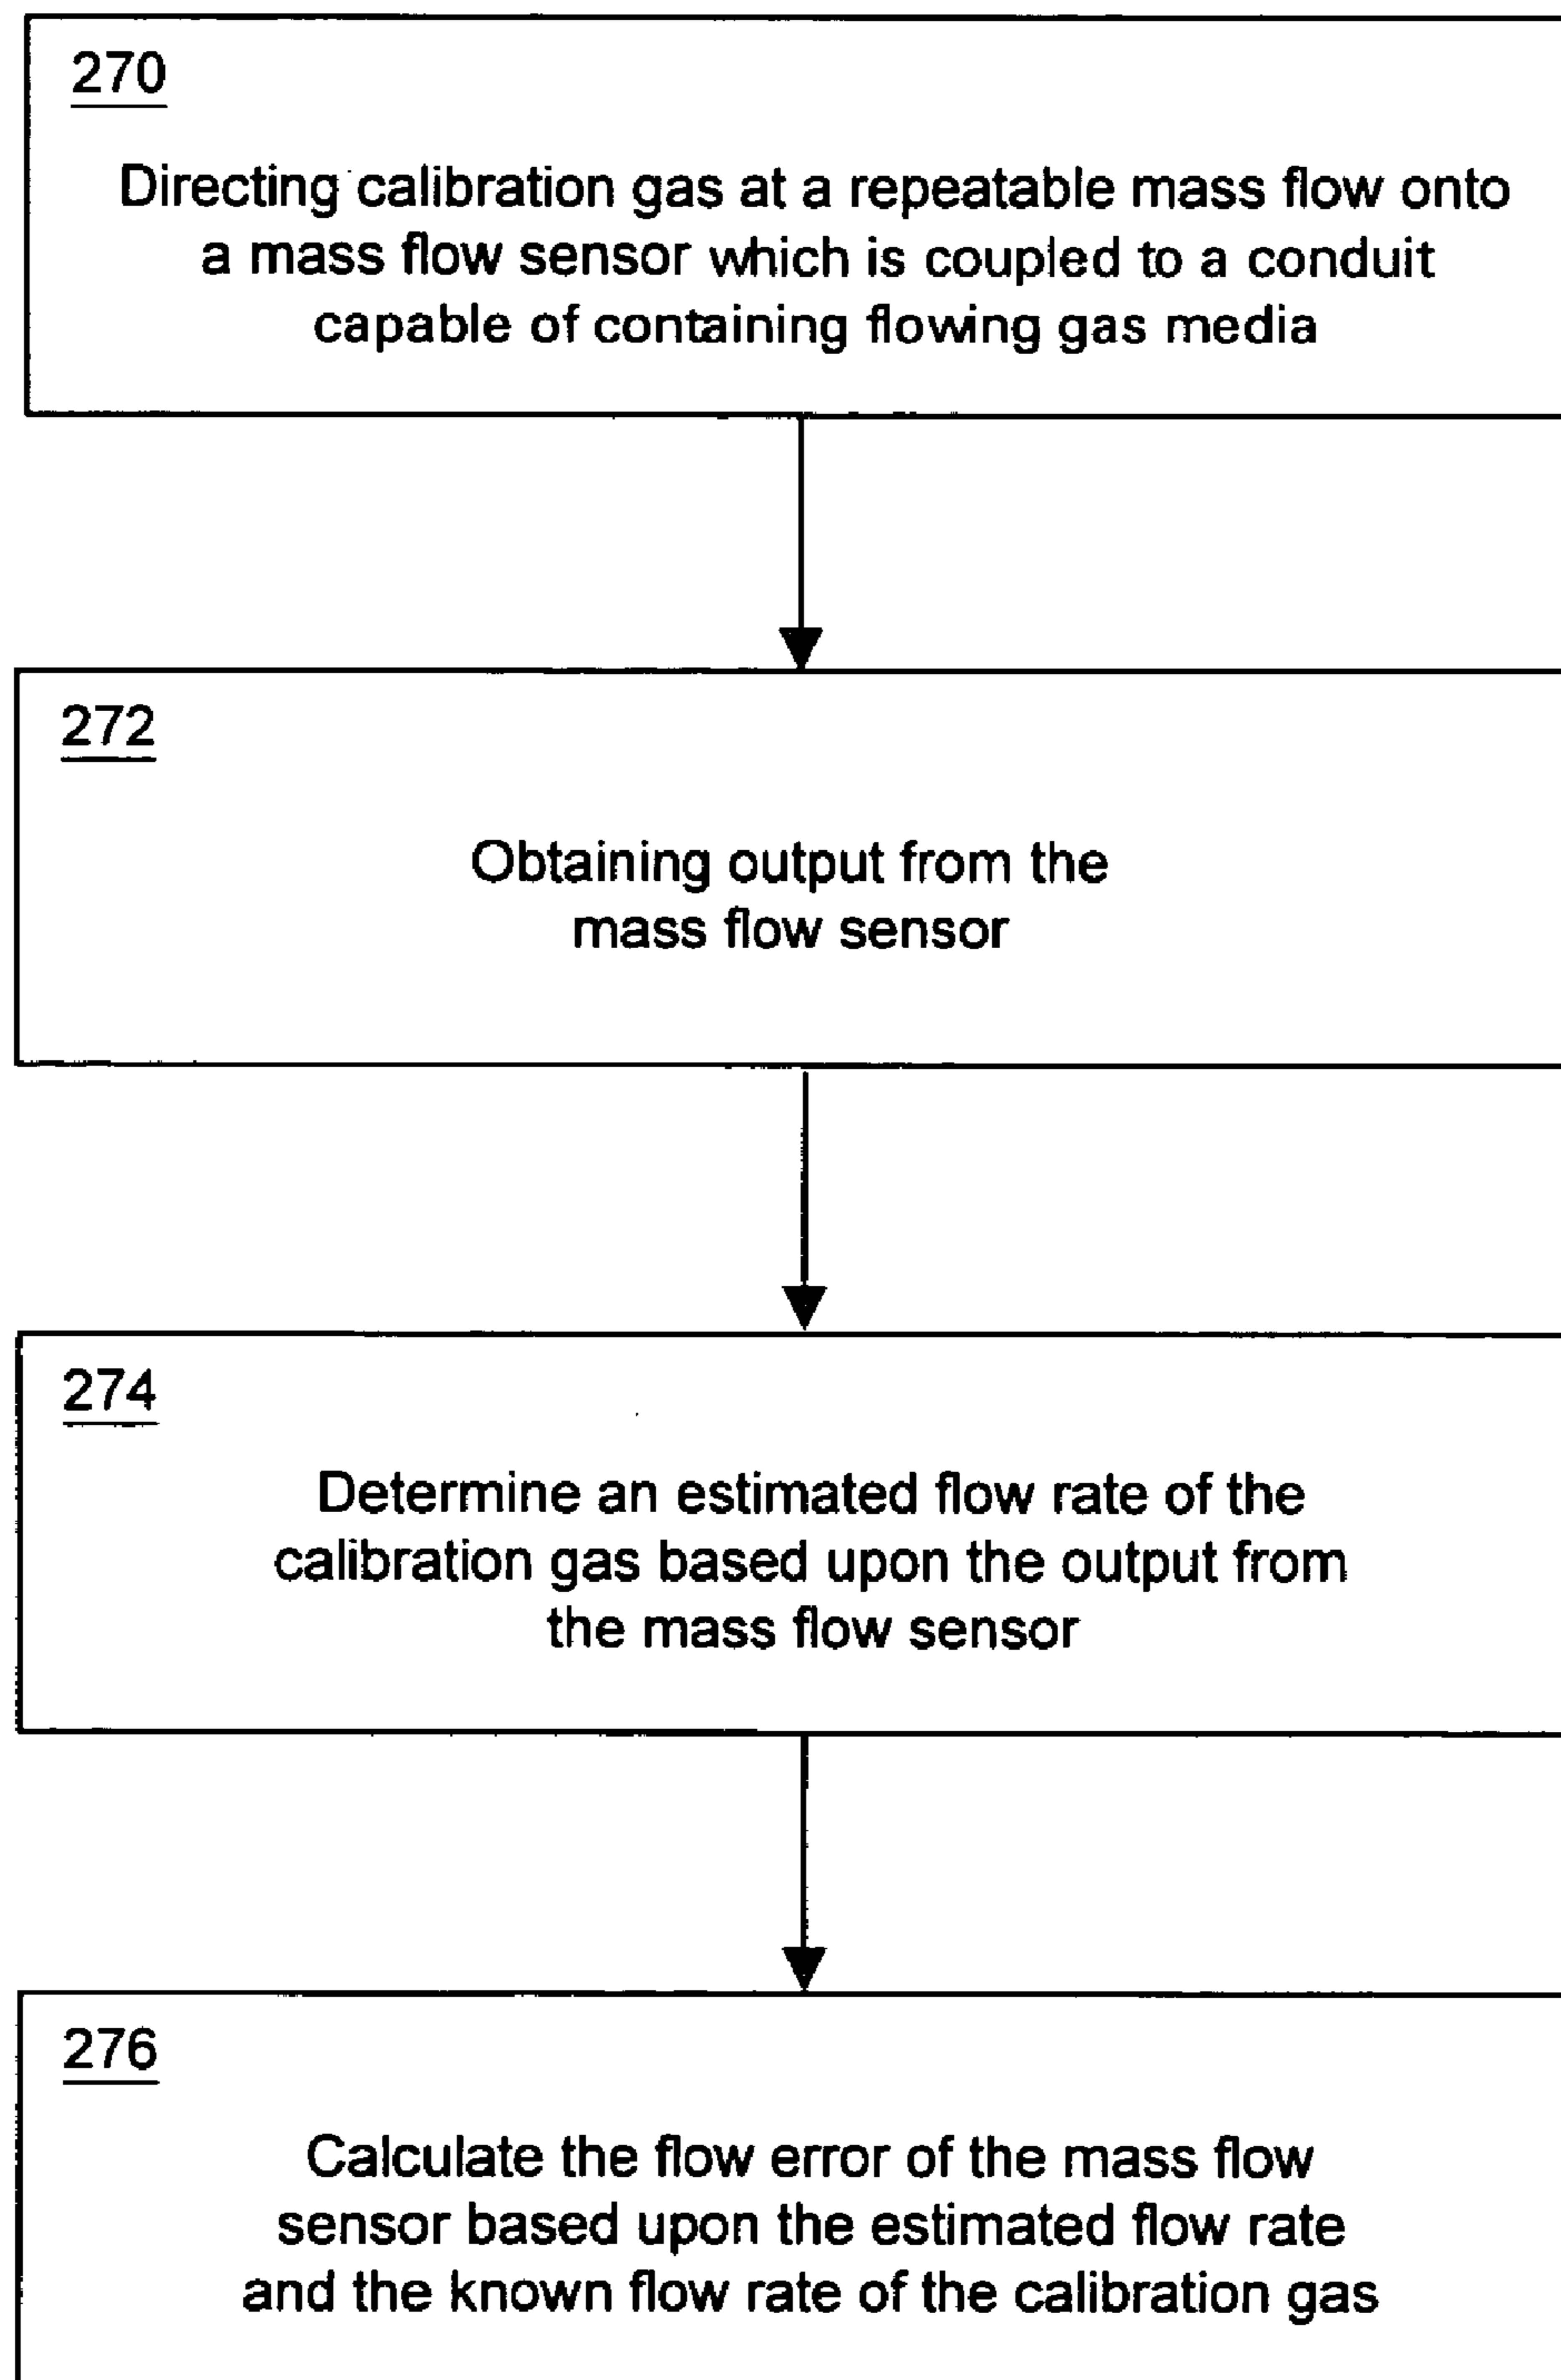 270
Directing calibration gas at a repeatable mass flow onto
a mass flow sensor which is coupled to a conduit
capable of containing flowing gas media
272
Obtaining output from the
mass flow sensor
274
Determine an estimated flow rate of the
calibration gas based upon the output from
the mass flow sensor
276
Calculate the flow error of the mass flow
sensor based upon the estimated flow rate
and the known flow rate of the calibration gas